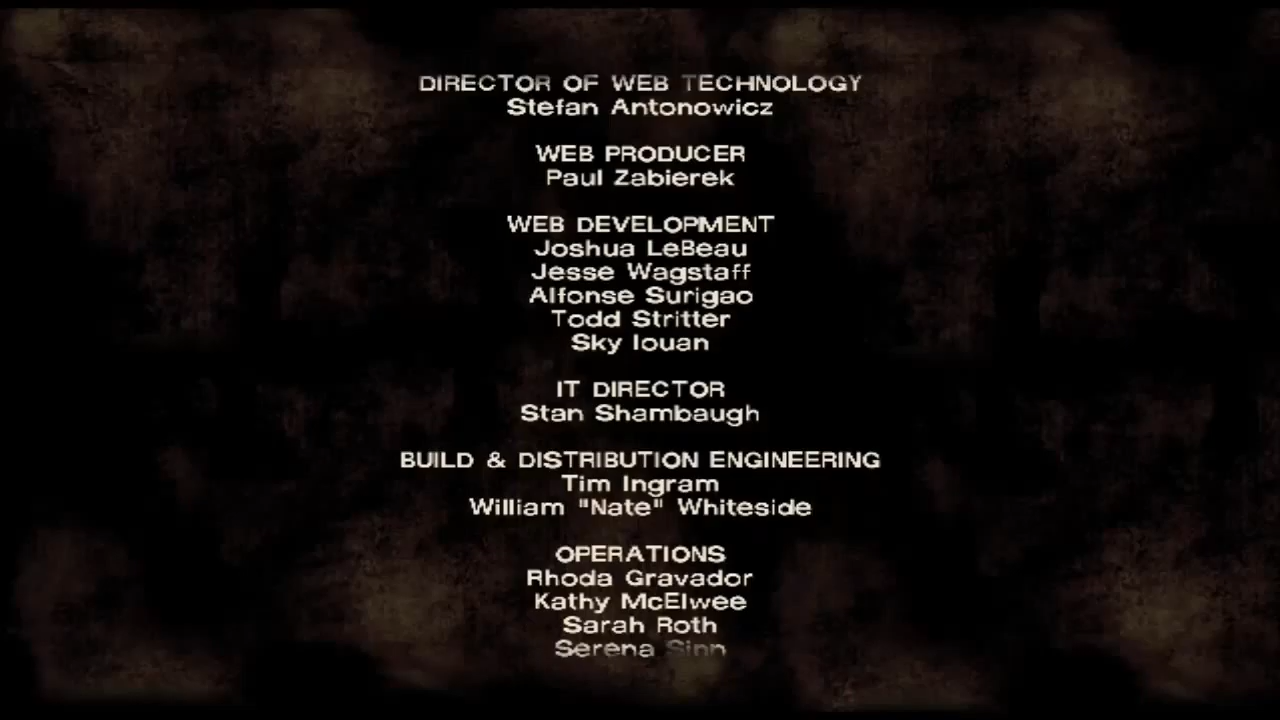 DIRECTOR OF WEB TECHNOLOGY
Stefan Antonowicz
WEB PRODUCER
Paul Zabierek
WEB DEVELOPMENT
Joshua LeBeau
Jesse Wagstaff
Alfonse Surigao
Todd Stritter
Sky Iouan
IT DIRECTOR
Stan Shambaugh
BUILD & DISTRIBUTION ENGINEERING
Tim Ingram
William "Nate" Whiteside
OPERATIONS
Rhoda Gravador
Kathy McElwee
Sarah Roth
Serena Sinn